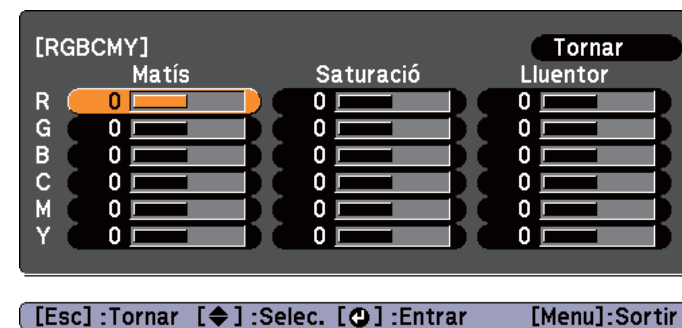 [RGBCMY] Tornar
Matís Saturació Lluentor
R 0 0 0
G 0 0 0
B 0 0 0
C 0 0 0
M 0 0 0
Y 0 0 0
[Esc] :Tornar [◆] :Selec. [⏎] :Entrar [Menu]:Sortir